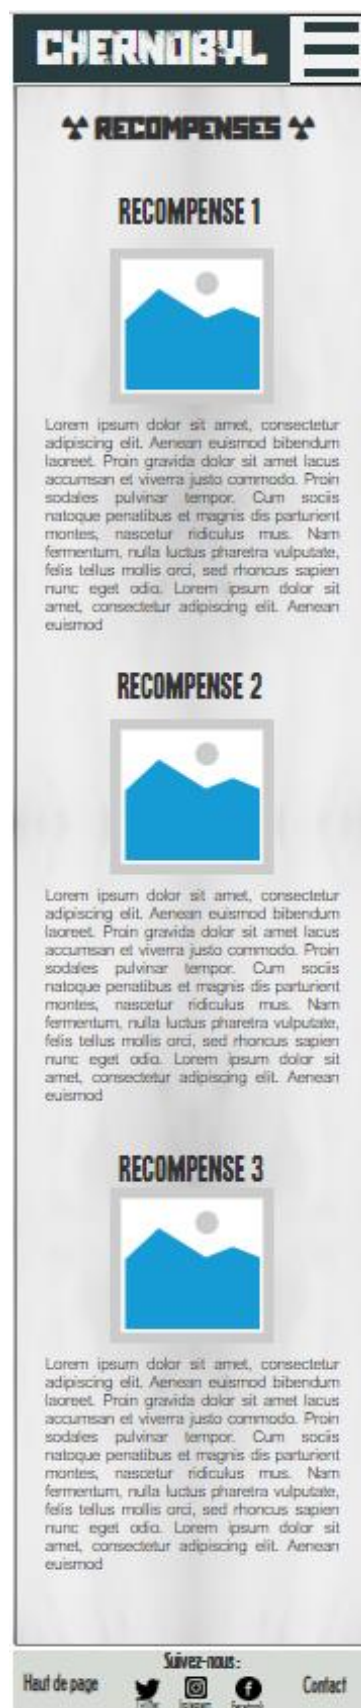 CHERNOBYL
RECOMPENSES
RECOMPENSE 1
Lorem ipsum dolor sit amet, consectetur
adipiscing elit. Aenean euismod bibendum
laoreet. Proin gravida dolor sit amet lacus
accumsan et viverra justo commodo. Proin
sodales pulvinar tempor. Cum sociis
natoque penatibus et magnis dis parturient
montes, nascetur ridiculus mus. Nam
fermentum, nulla luctus pharetra vulputate,
felis tellus mollis orci, sed rhoncus sapien
nunc eget odio. Lorem ipsum dolor sit
amet, consectetur adipiscing elit. Aenean
euismod
RECOMPENSE 2
Lorem ipsum dolor sit amet, consectetur
adipiscing elit. Aenean euismod bibendum
laoreet. Proin gravida dolor sit amet lacus
accumsan et viverra justo commodo. Proin
sodales pulvinar tempor. Cum sociis
natoque penatibus et magnis dis parturient
montes, nascetur ridiculus mus. Nam
fermentum, nulla luctus pharetra vulputate,
felis tellus mollis orci, sed rhoncus sapien
nunc eget odio. Lorem ipsum dolor sit
amet, consectetur adipiscing elit. Aenean
euismod
RECOMPENSE 3
Lorem ipsum dolor sit amet, consectetur
adipiscing elit. Aenean euismod bibendum
laoreet. Proin gravida dolor sit amet lacus
accumsan et viverra justo commodo. Proin
sodales pulvinar tempor. Cum sociis
natoque penatibus et magnis dis parturient
montes, nascetur ridiculus mus. Nam
fermentum, nulla luctus pharetra vulputate,
felis tellus mollis orci, sed rhoncus sapien
nunc eget odio. Lorem ipsum dolor sit
amet, consectetur adipiscing elit. Aenean
euismod
Suivez-nous :
Haut de page
Contact